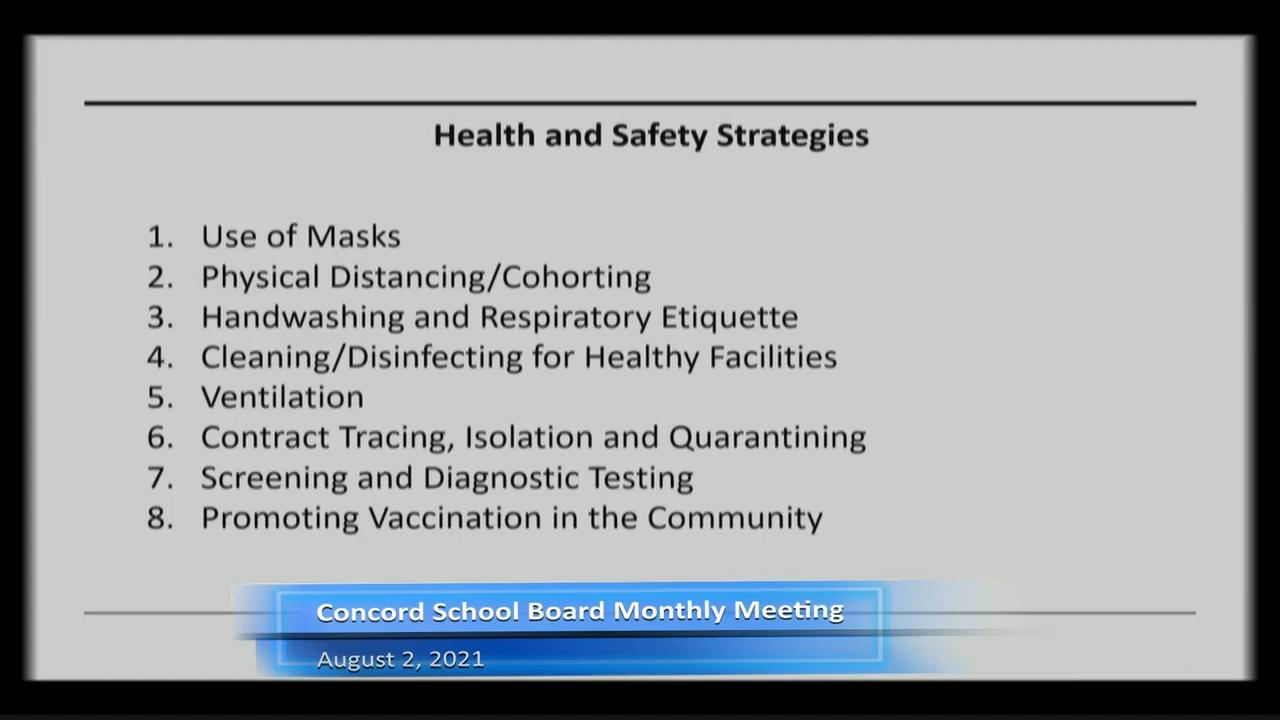 Health and Safety Strategies
1. Use of Masks
2. Physical Distancing/Cohorting
3. Handwashing and Respiratory Etiquette
4. Cleaning/Disinfecting for Healthy Facilities
5. Ventilation
6. Contract Tracing, Isolation and Quarantining
7. Screening and Diagnostic Testing
8. Promoting Vaccination in the Community
Concord School Board Monthly Meeting
August 2, 2021